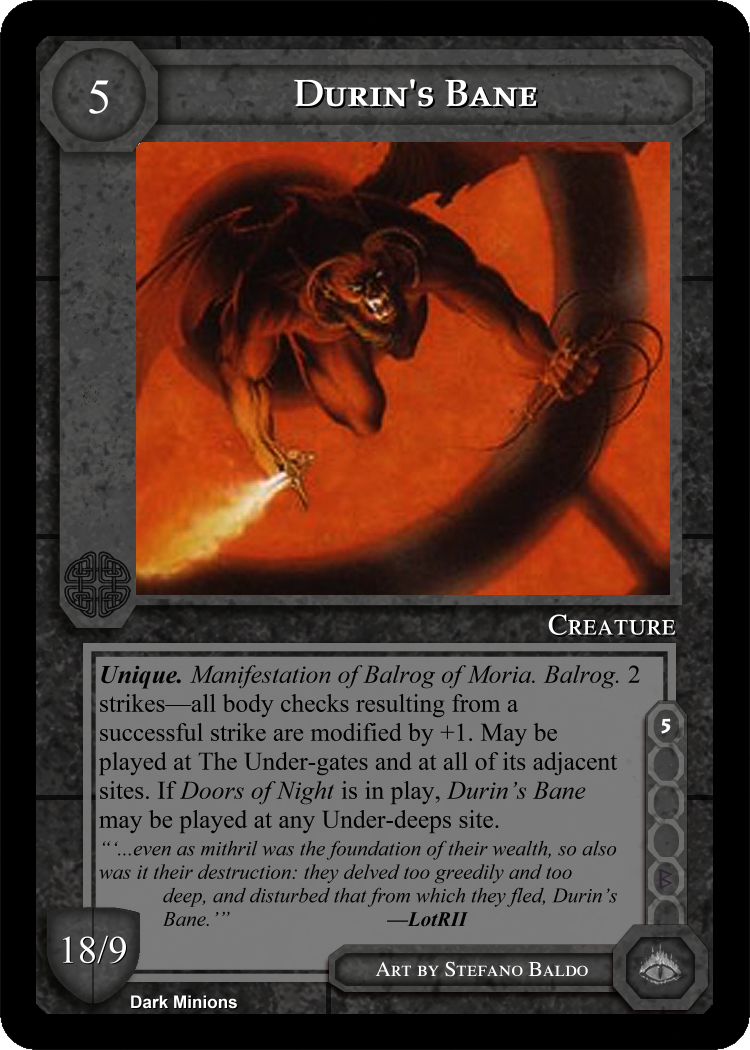 5
DURIN'S BANE
CREATURE
Unique. Manifestation of Balrog of Moria. Balrog. 2
strikes—all body checks resulting from a
successful strike are modified by +1. May be
played at The Under-gates and at all of its adjacent
sites. If Doors of Night is in play, Durin's Bane
may be played at any Under-deeps site.
5
B
“‘...even as mithril was the foundation of their wealth, so also
was it their destruction: they delved too greedily and too
deep, and disturbed that from which they fled, Durin's
Bane.’” —LotRII
18/9
ART BY STEFANO BALDO
Dark Minions